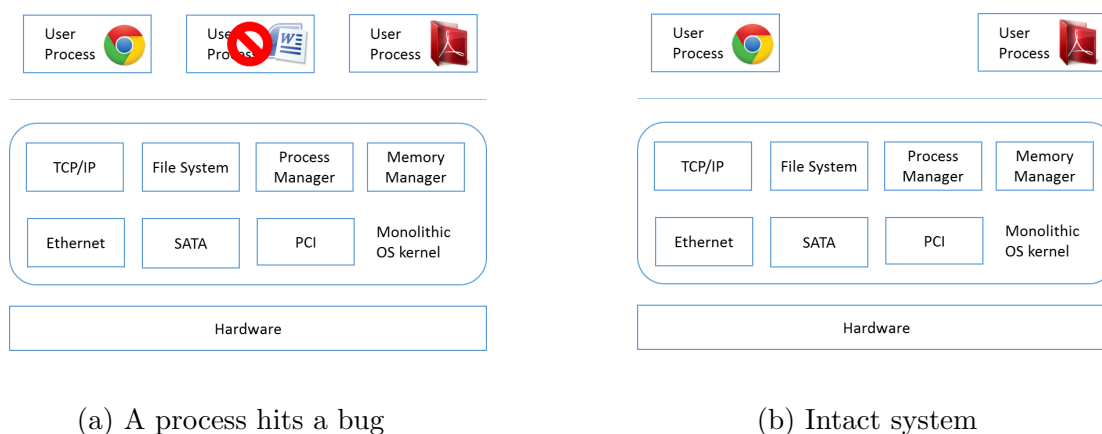 User
Process
User
Process
User
Process
TCP/IP
File System
Process
Manager
Memory
Manager
Ethernet
SATA
PCI
Monolithic
OS kernel
Hardware
(a) A process hits a bug
User
Process
User
Process
TCP/IP
File System
Process
Manager
Memory
Manager
Ethernet
SATA
PCI
Monolithic
OS kernel
Hardware
(b) Intact system